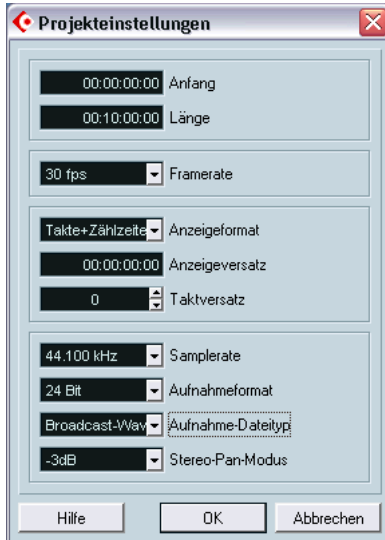 Projekteinstellungen
00:00:00:00 Anfang
00:10:00:00 Länge
30 fps Framerate
Takte+Zählzeite Anzeigeformat
00:00:00:00 Anzeigeversatz
0 Taktversatz
44.100 kHz Samplerate
24 Bit Aufnahmeformat
Broadcast-Wav Aufnahme-Dateityp
-3dB Stereo-Pan-Modus
Hilfe OK Abbrechen